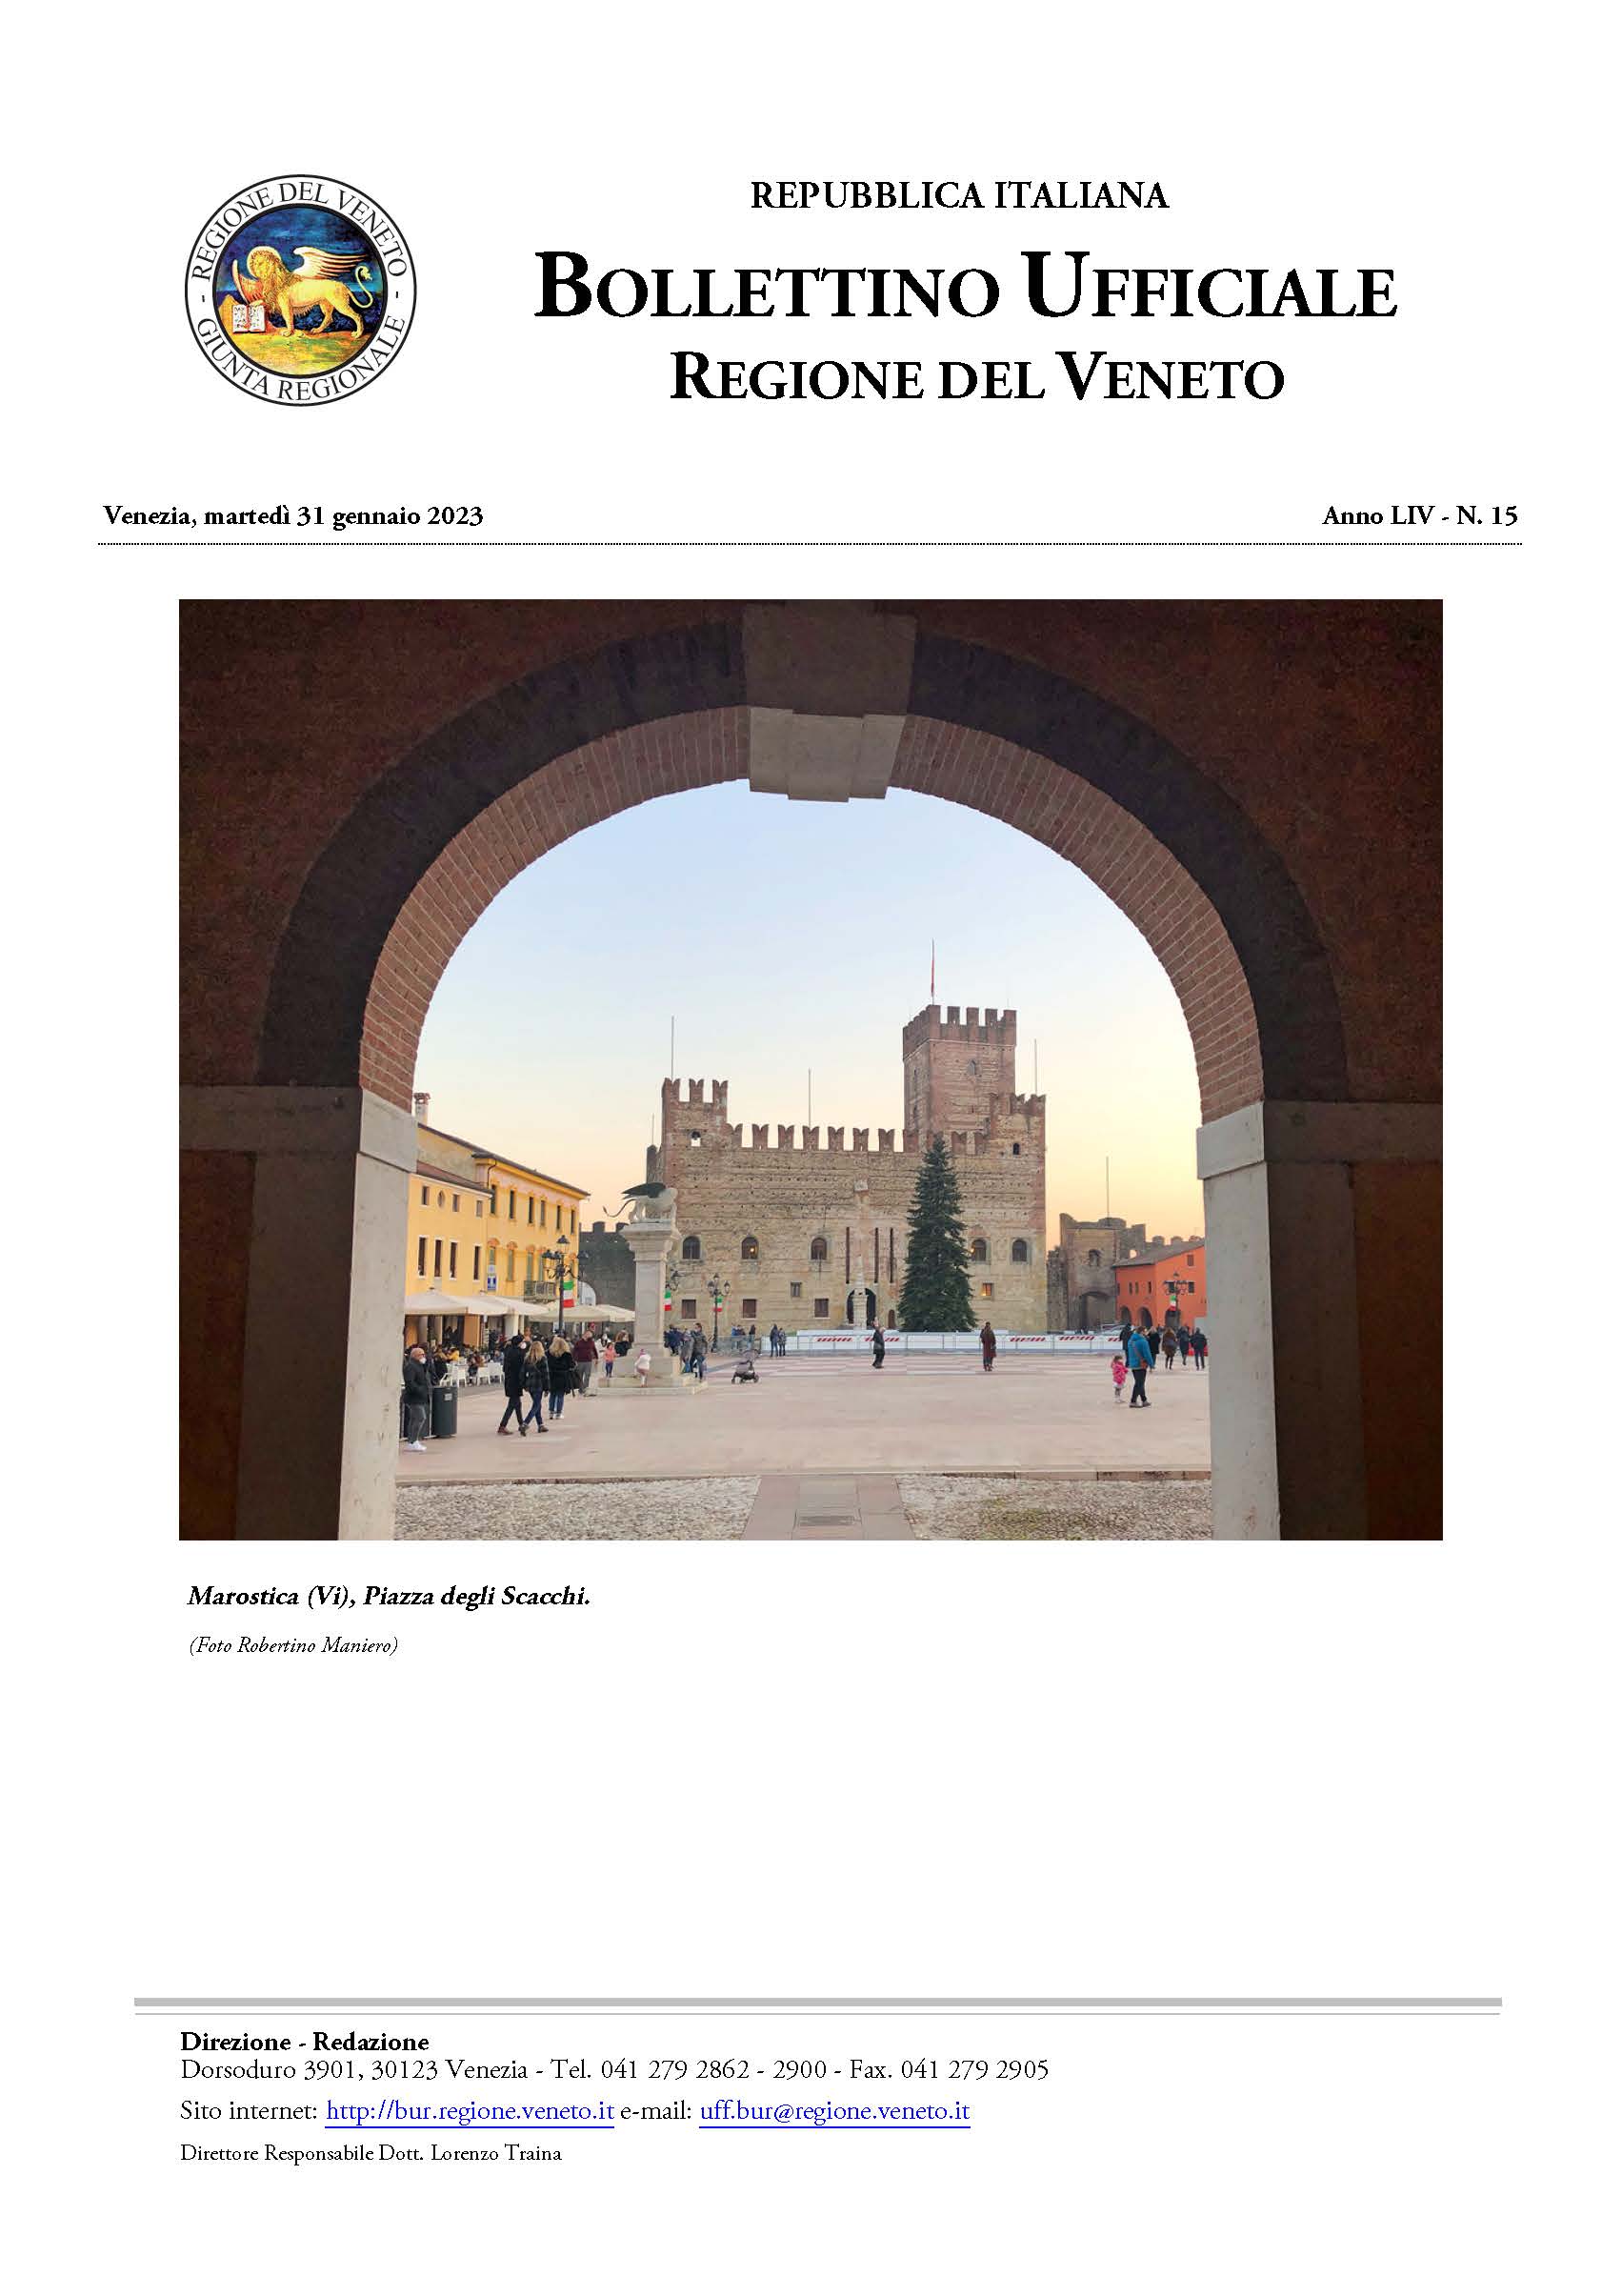 REGIONE DEL VENETO
GIUNTA REGIONALE
REPUBBLICA ITALIANA
BOLLETTINO UFFICIALE
REGIONE DEL VENETO
Venezia, martedì 31 gennaio 2023
Anno LIV - N. 15
Marostica (Vi), Piazza degli Scacchi.
(Foto Robertino Maniero)
Direzione - Redazione
Dorsoduro 3901, 30123 Venezia - Tel. 041 279 2862 - 2900 - Fax. 041 279 2905
Sito internet: http://bur.regione.veneto.it e-mail: uff.bur@regione.veneto.it
Direttore Responsabile Dott. Lorenzo Traina